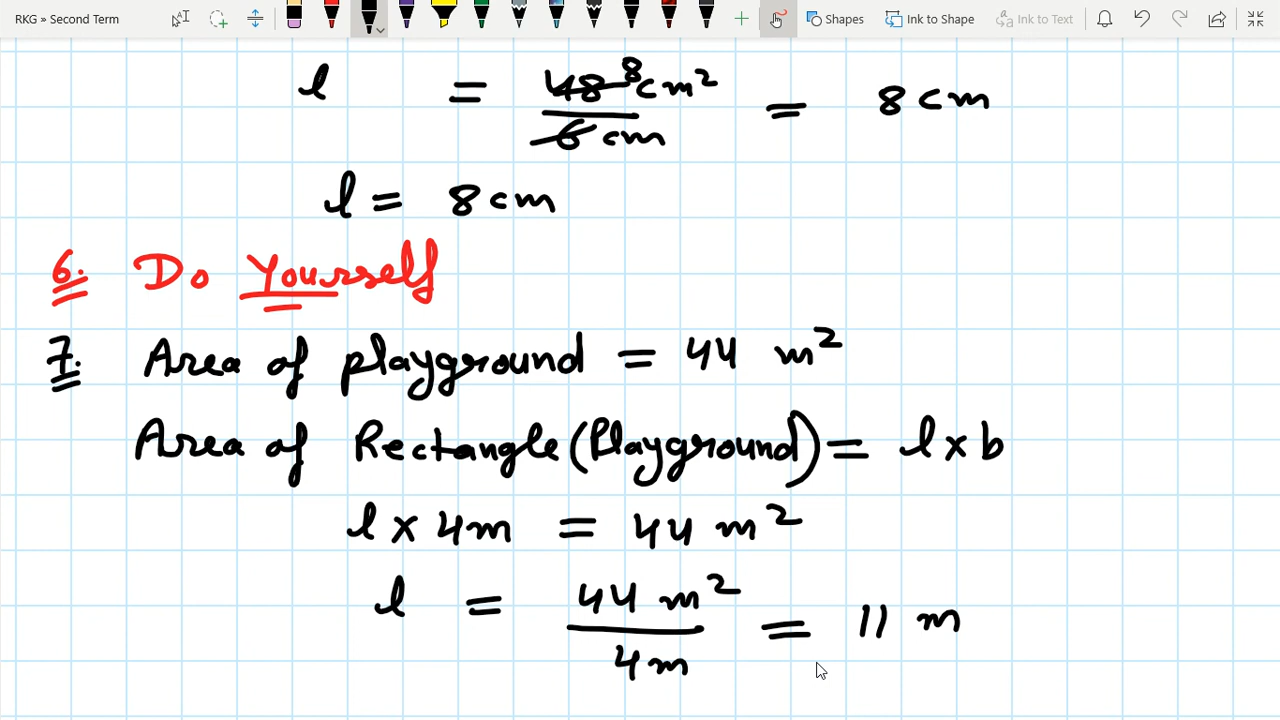 RKG » Second Term
Shapes
Ink to Shape
Ink to Text
l = 48 8 cm² / 6 cm = 8 cm
l = 8 cm
6. Do Yourself
7. Area of playground = 44 m²
Area of Rectangle (Playground) = l x b
l x 4m = 44 m²
l = 44 m² / 4m = 11 m